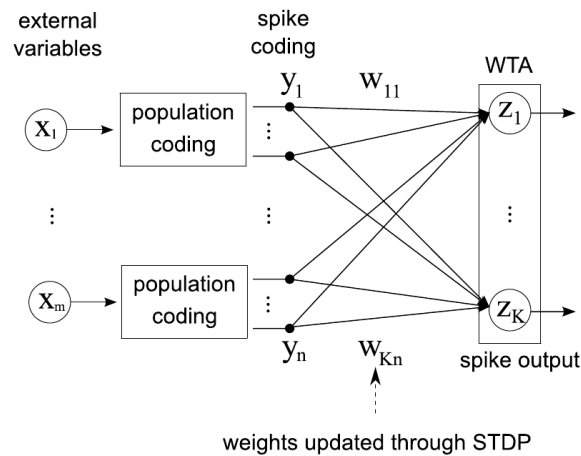 external
variables
spike
coding
y1
w11
WTA
x1
population
coding
...
z1
...
...
...
xm
population
coding
...
zK
yn
wKn
spike output
weights updated through STDP